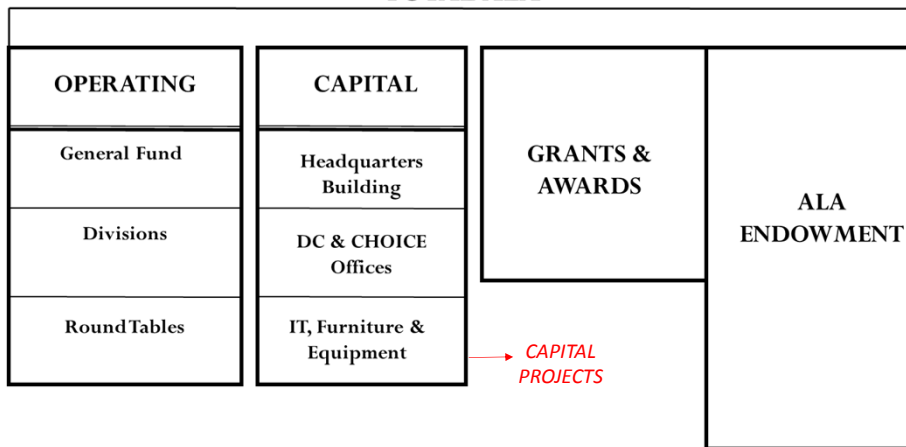 OPERATING
General Fund
Divisions
Round Tables
CAPITAL
Headquarters
Building
DC & CHOICE
Offices
IT, Furniture &
Equipment
CAPITAL
PROJECTS
GRANTS &
AWARDS
ALA
ENDOWMENT